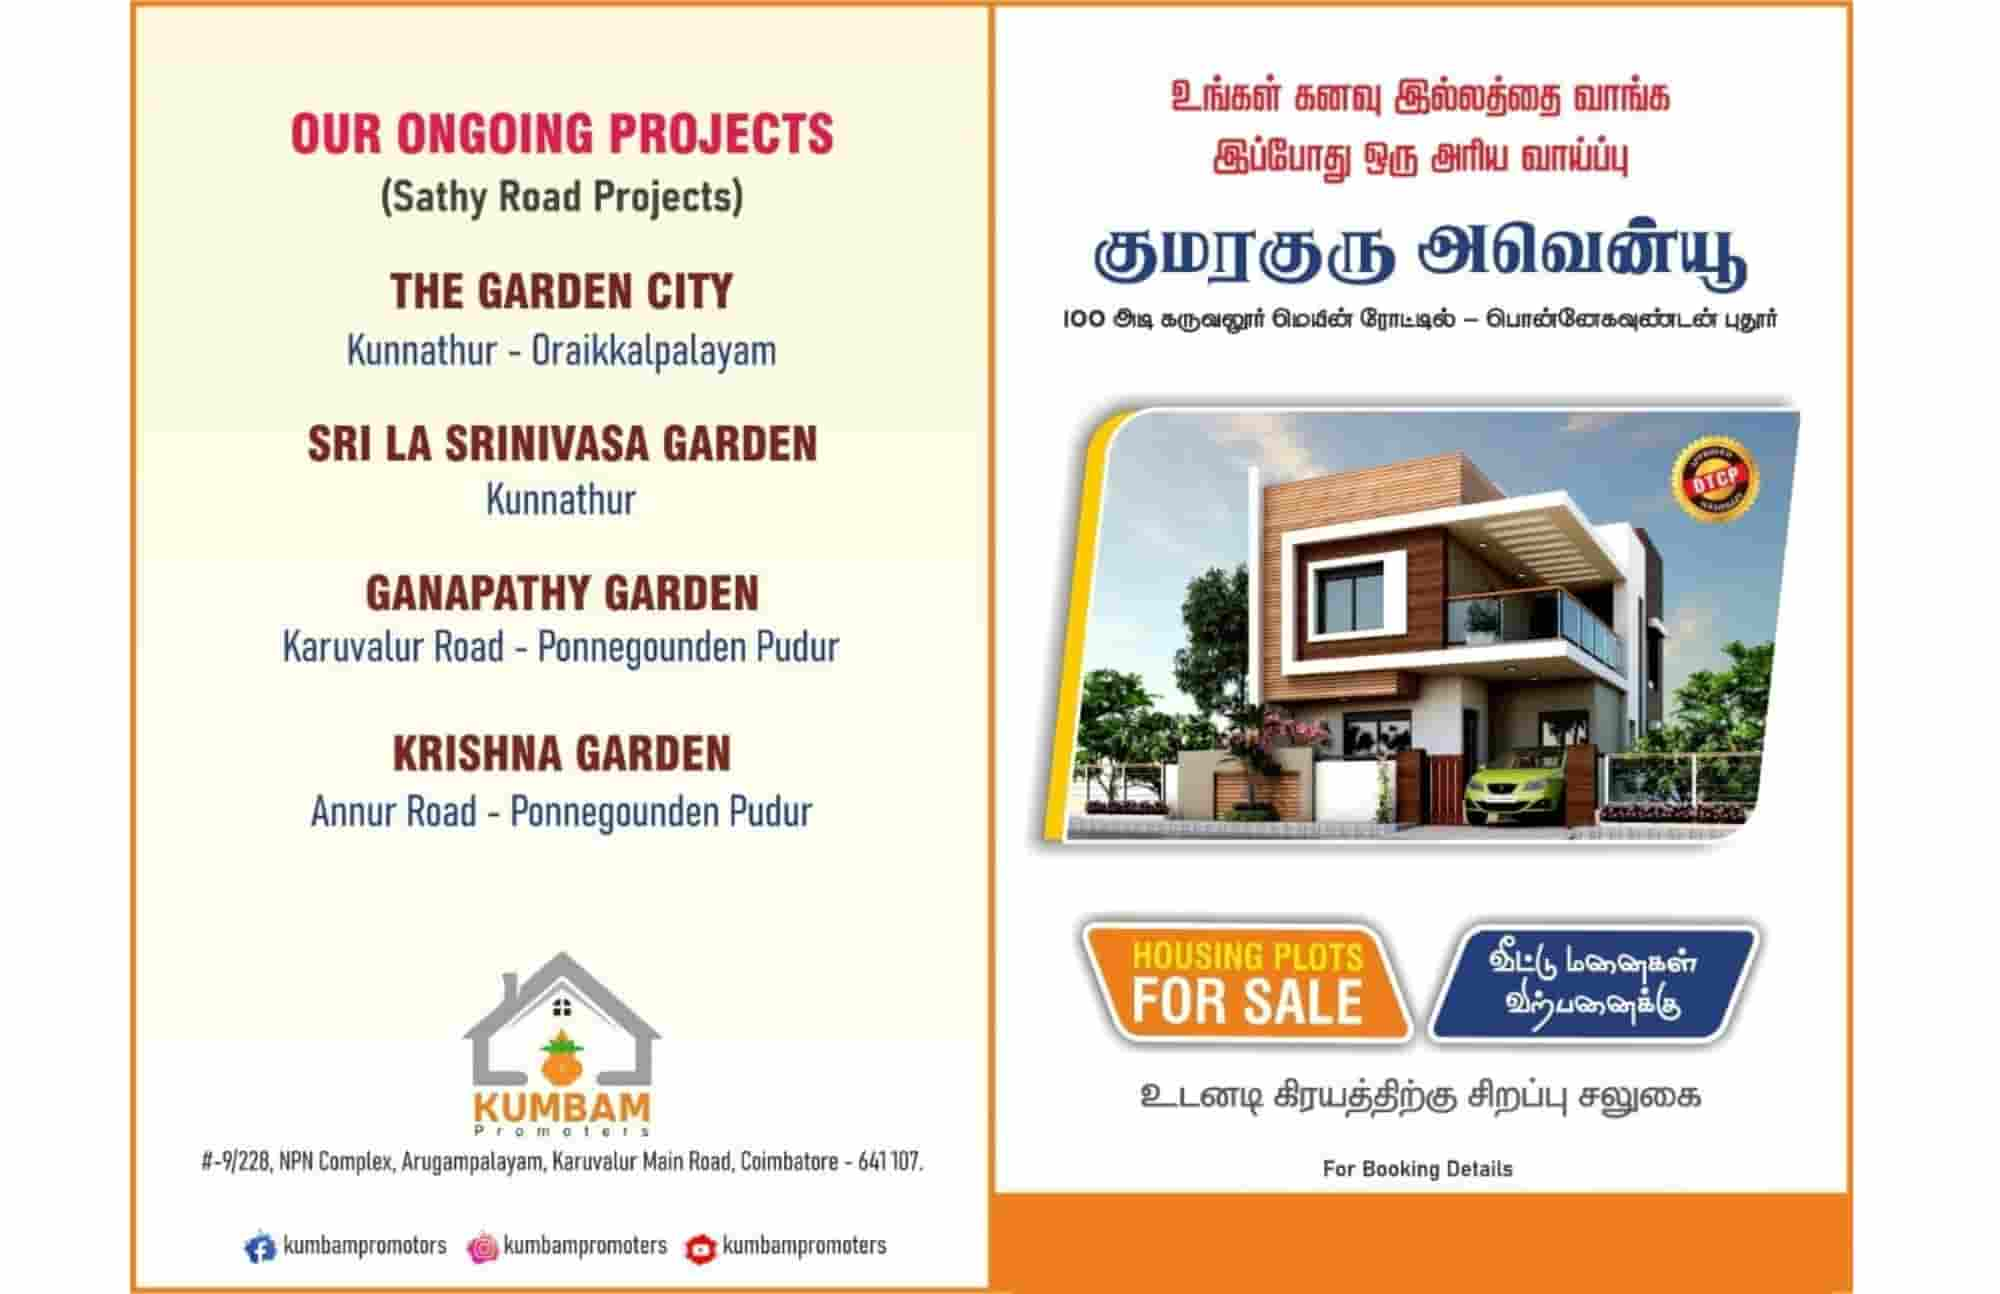 OUR ONGOING PROJECTS
(Sathy Road Projects)
THE GARDEN CITY
Kunnathur - Oraikkalpalayam
SRI LA SRINIVASA GARDEN
Kunnathur
GANAPATHY GARDEN
Karuvalur Road - Ponnegounden Pudur
KRISHNA GARDEN
Annur Road - Ponnegounden Pudur
KUMBAM
Promoters
#-9/228, NPN Complex, Arugampalayam, Karuvalur Main Road, Coimbatore - 641 107.
kumbampromotors kumbampromoters kumbampromoters
உங்கள் கனவு இல்லத்தை வாங்க
இப்போது ஒரு அரிய வாய்ப்பு
குமரகுரு அவென்யூ
100 அடி கருவலூர் மெயின் ரோட்டில் – பொன்னேகவுண்டன் புதூர்
APPROVED
DTCP
HOUSING PLOTS
FOR SALE
வீட்டு மனைகள்
விற்பனைக்கு
உடனடி கிரயத்திற்கு சிறப்பு சலுகை
For Booking Details